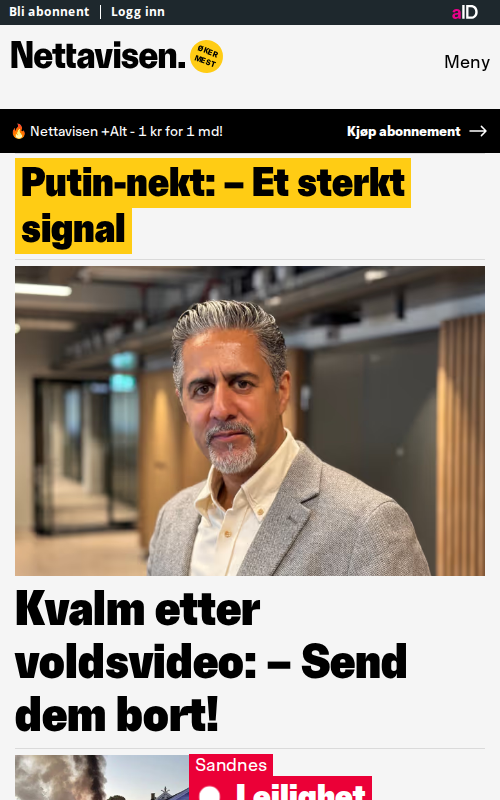 Bli abonnent | Logg inn
aID
Nettavisen.
ØKER
MEST
Meny
🔥 Nettavisen +Alt - 1 kr for 1 md!
Kjøp abonnement →
Putin-nekt: – Et sterkt
signal
Kvalm etter
voldsvideo: – Send
dem bort!
Sandnes
Leilighet